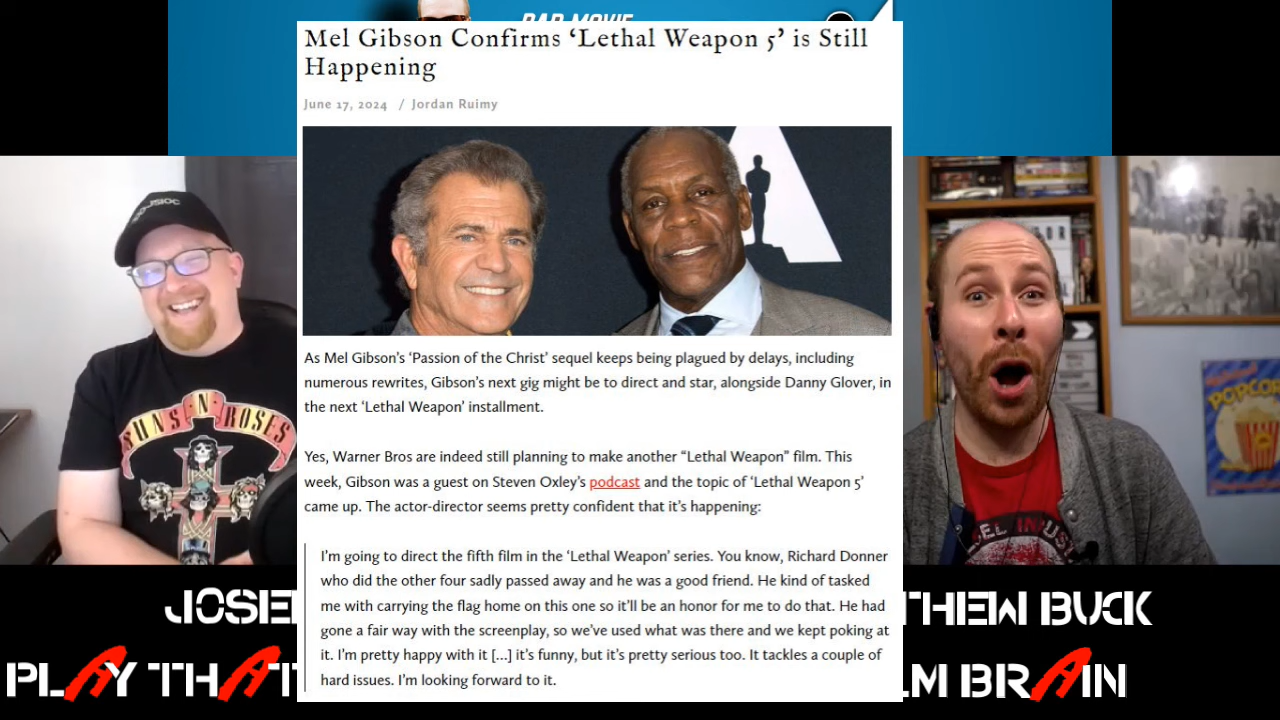 BAD MOVIE
Mel Gibson Confirms ‘Lethal Weapon 5’ is Still
Happening
June 17, 2024 / Jordan Ruimy
As Mel Gibson’s ‘Passion of the Christ’ sequel keeps being plagued by delays, including
numerous rewrites, Gibson’s next gig might be to direct and star, alongside Danny Glover, in
the next ‘Lethal Weapon’ installment.
Yes, Warner Bros are indeed still planning to make another “Lethal Weapon” film. This
week, Gibson was a guest on Steven Oxley’s podcast and the topic of ‘Lethal Weapon 5’
came up. The actor-director seems pretty confident that it’s happening:
I’m going to direct the fifth film in the ‘Lethal Weapon’ series. You know, Richard Donner
who did the other four sadly passed away and he was a good friend. He kind of tasked
me with carrying the flag home on this one so it’ll be an honor for me to do that. He had
gone a fair way with the screenplay, so we’ve used what was there and we kept poking at
it. I’m pretty happy with it [...] it’s funny, but it’s pretty serious too. It tackles a couple of
hard issues. I’m looking forward to it.
GUNS N ROSES
POPCORN
JOSE
THEW BUCK
PLAY THAT
LM BRAIN